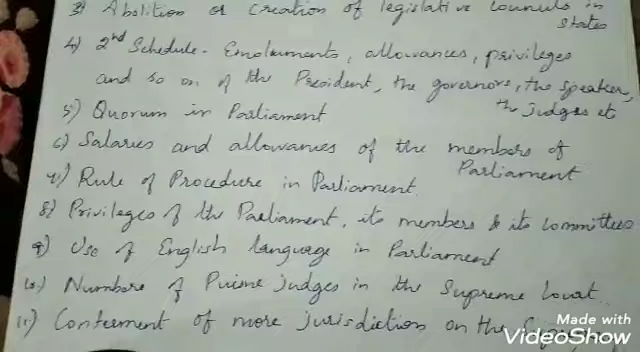 3) Abolition or Creation of legislative Councils in
states
4) 2nd Schedule - Emoluments, allowances, privileges
and so on of the President, the governors, the Speaker,
the judges etc
5) Quorum in Parliament
6) Salaries and allowances of the members of
Parliament
7) Rule of Procedure in Parliament
8) Privileges of the Parliament, its members & its committees
9) Use of English language in Parliament
10) Number of Puisne judges in the Supreme Court
11) Conferment of more jurisdiction on the
Made with
VideoShow